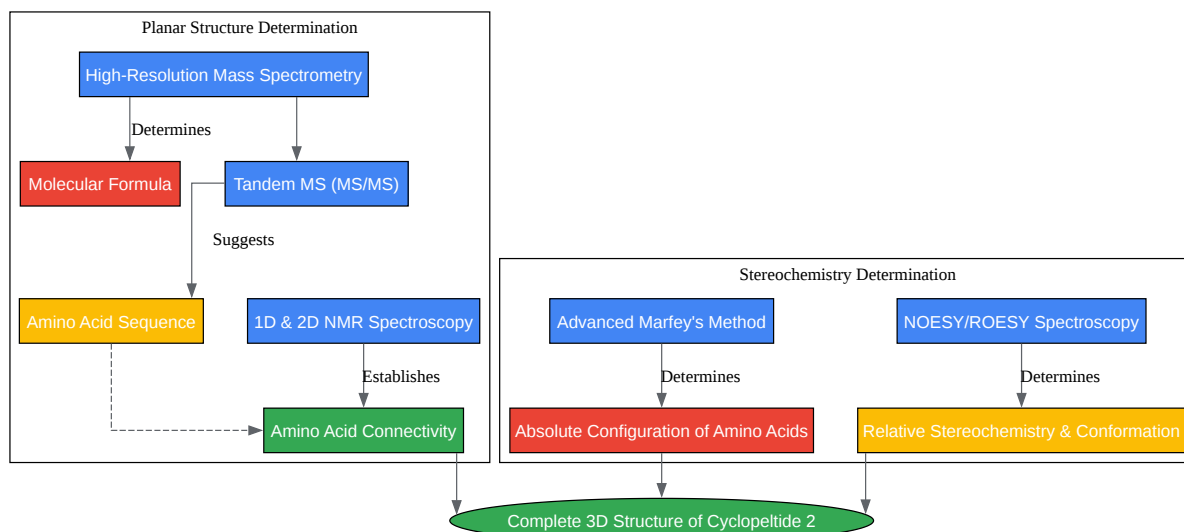 Planar Structure Determination
High-Resolution Mass Spectrometry
Determines
Molecular Formula
Tandem MS (MS/MS)
Suggests
Amino Acid Sequence
1D & 2D NMR Spectroscopy
Establishes
Amino Acid Connectivity
Stereochemistry Determination
Advanced Marfey's Method
NOESY/ROESY Spectroscopy
Determines
Determines
Absolute Configuration of Amino Acids
Relative Stereochemistry & Conformation
Complete 3D Structure of Cyclopeltide 2